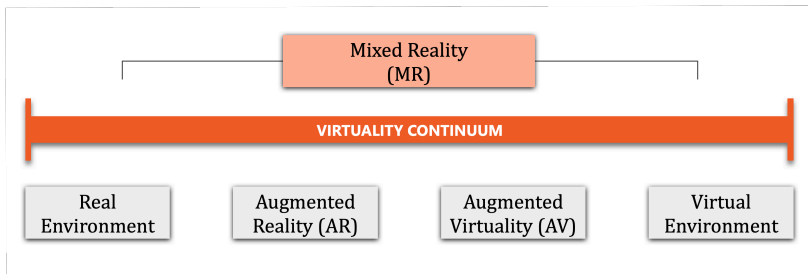 Mixed Reality
(MR)
VIRTUALITY CONTINUUM
Real
Environment
Augmented
Reality (AR)
Augmented
Virtuality (AV)
Virtual
Environment